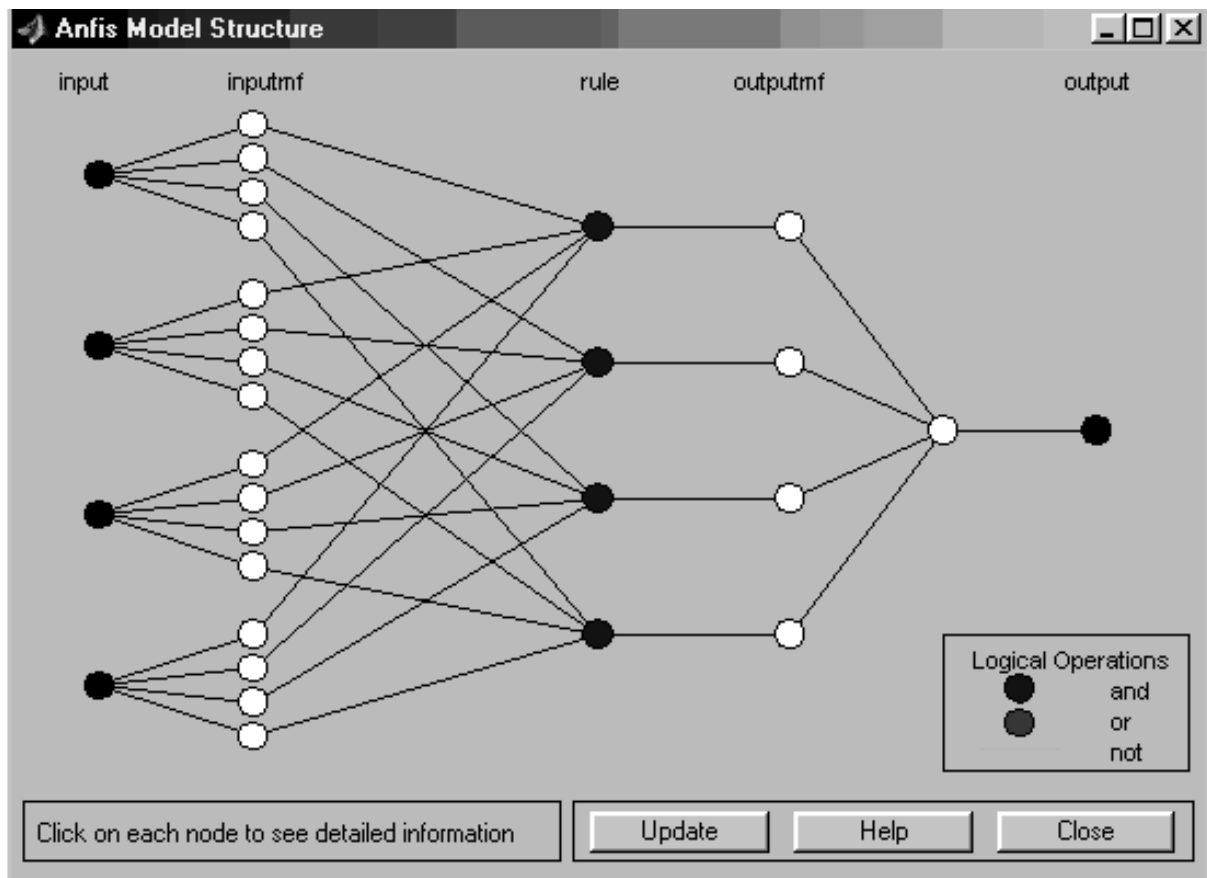 Anfis Model Structure
input inputmf rule outputmf output
Logical Operations
and
or
not
Click on each node to see detailed information
Update Help Close